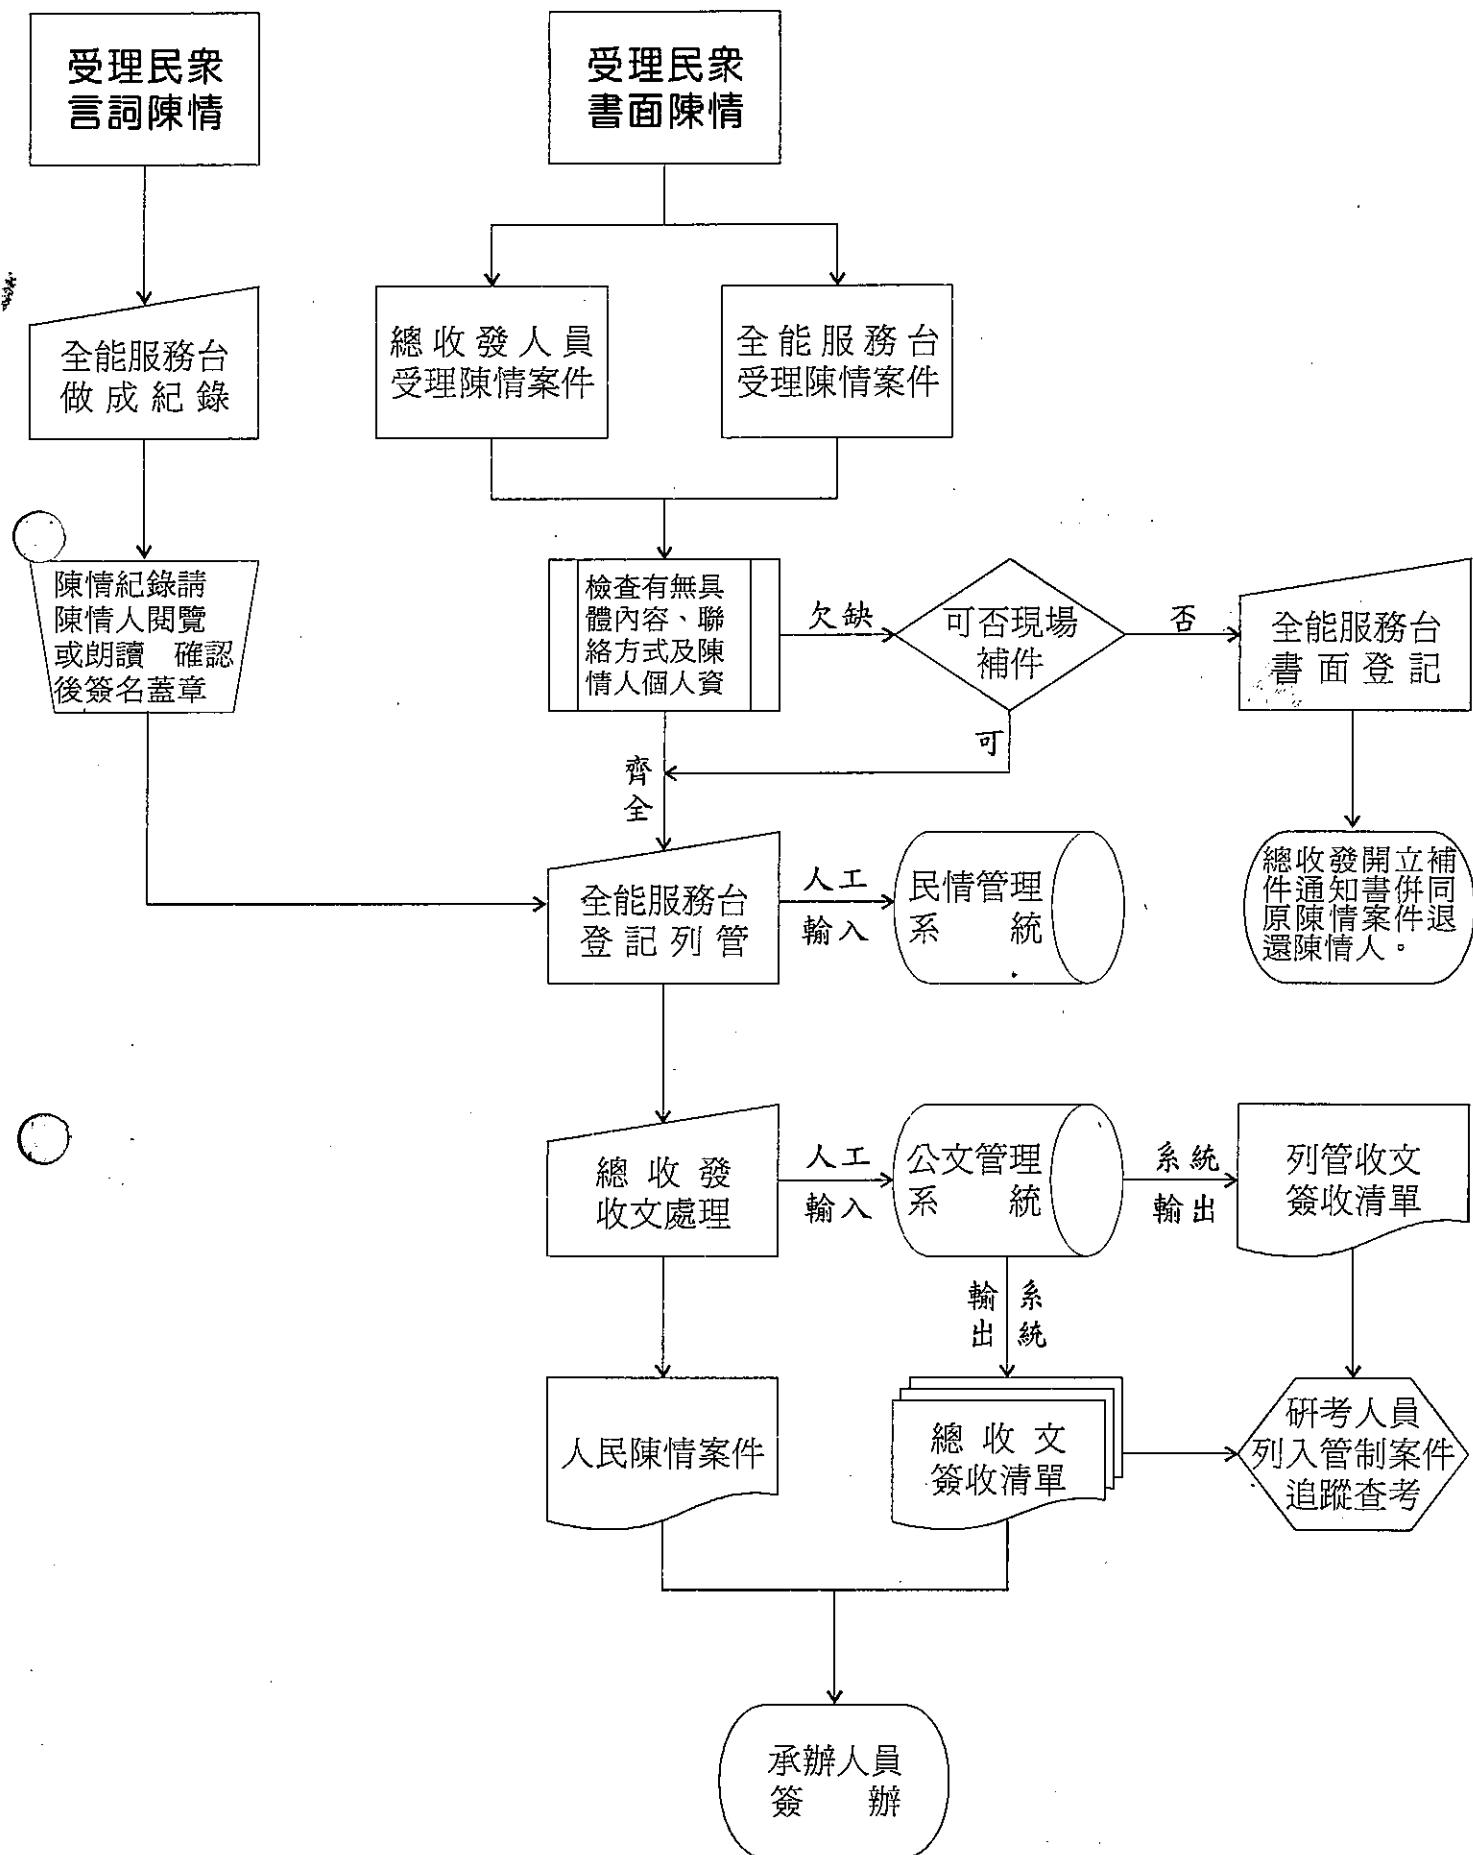 受理民衆
言詞陳情
受理民衆
書面陳情
全能服務台
做成紀錄
總收發人員
受理陳情案件
全能服務台
受理陳情案件
陳情紀錄請
陳情人閱覽
或朗讀　確認
後簽名蓋章
檢查有無具
體內容、聯
絡方式及陳
情人個人資
欠缺
可否現場
補件
否
全能服務台
書面登記
可
齊
全
全能服務台
登記列管
人工
輸入
民情管理
系統
總收發開立補
件通知書併同
原陳情案件退
還陳情人。
總收發
收文處理
人工
輸入
公文管理
系統
系統
輸出
列管收文
簽收清單
系統
輸出
人民陳情案件
總收文
簽收清單
研考人員
列入管制案件
追蹤查考
承辦人員
簽辦